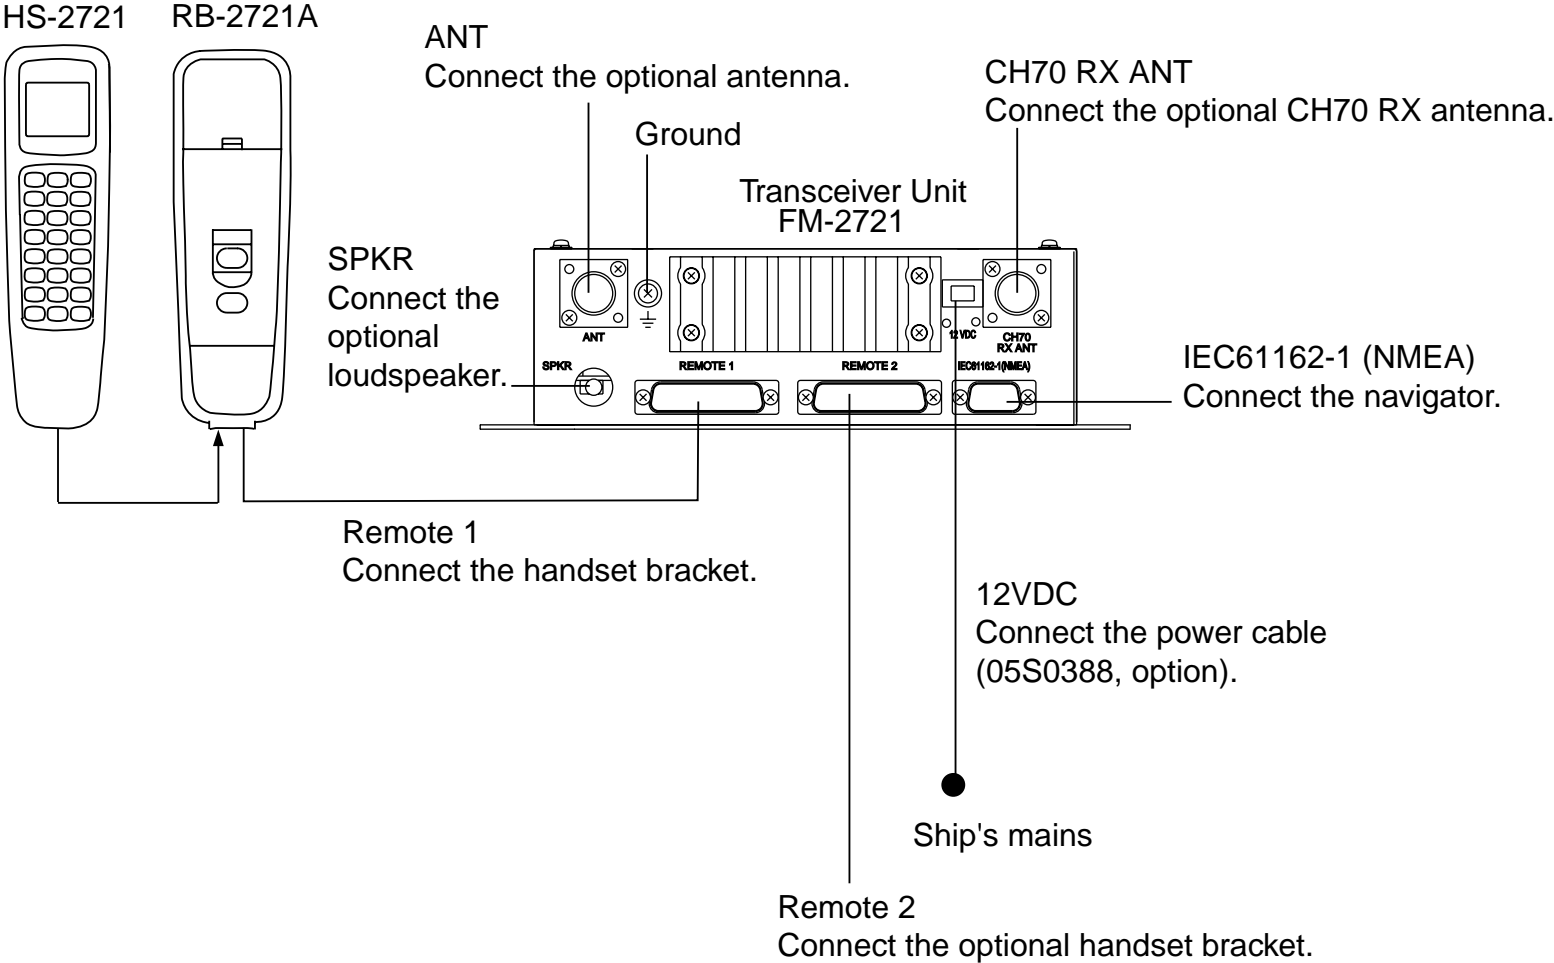 HS-2721
RB-2721A
ANT
Connect the optional antenna.
CH70 RX ANT
Connect the optional CH70 RX antenna.
Ground
Transceiver Unit
FM-2721
SPKR
Connect the
optional
loudspeaker.
ANT
12 VDC
CH70
RX ANT
SPKR
REMOTE 1
REMOTE 2
IEC61162-1(NMEA)
IEC61162-1 (NMEA)
Connect the navigator.
Remote 1
Connect the handset bracket.
12VDC
Connect the power cable
(05S0388, option).
Ship's mains
Remote 2
Connect the optional handset bracket.